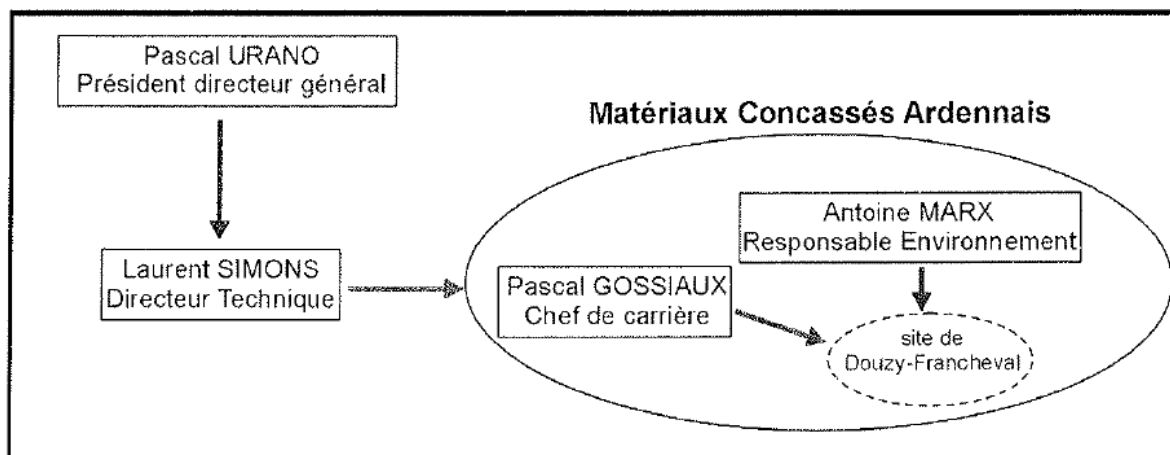 Pascal URANO
Président directeur général
Matériaux Concassés Ardennais
Antoine MARX
Responsable Environnement
Laurent SIMONS
Directeur Technique
Pascal GOSSIAUX
Chef de carrière
site de
Douzy-Francheval